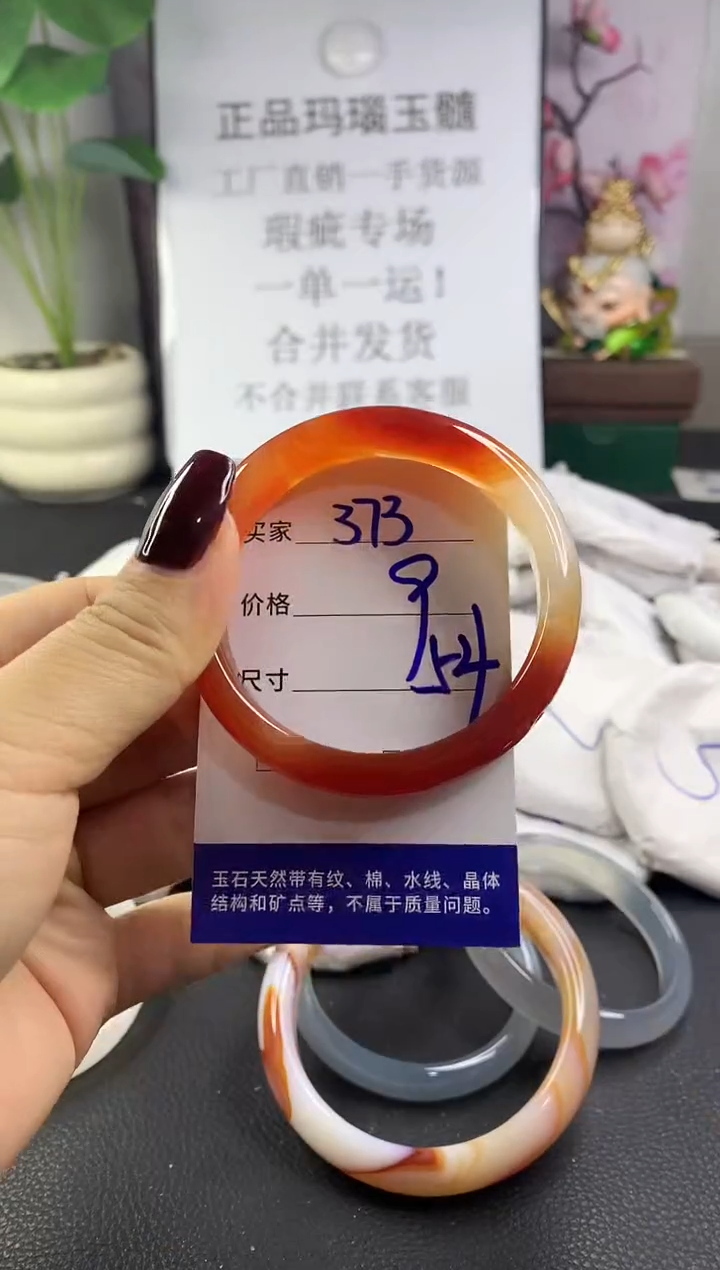 正品玛瑙玉髓
工厂直销一手货源
瑕疵专场
一单一运！
合并发货
不合并联系客服
买家 373
价格 9
尺寸 54
玉石天然带有纹、棉、水线、晶体
结构和矿点等，不属于质量问题。